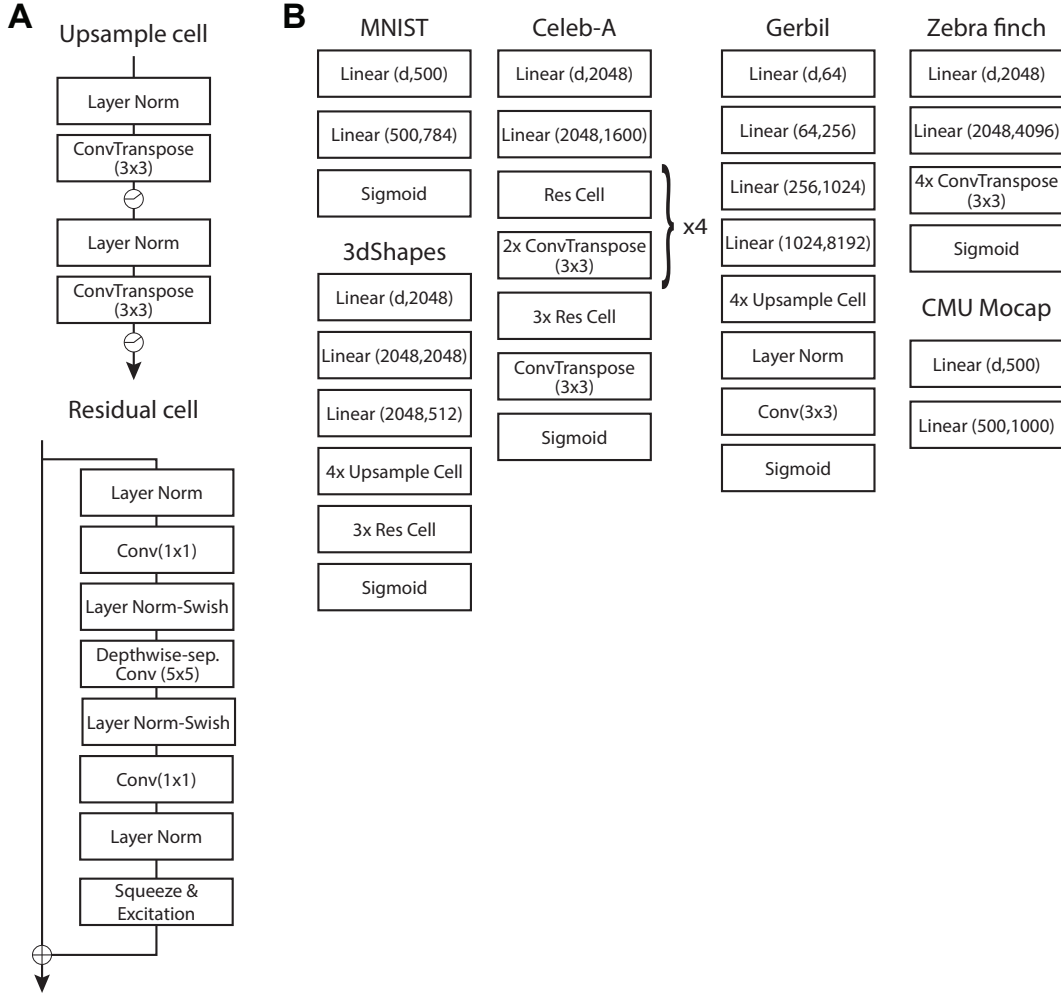 A
Upsample cell
Layer Norm
ConvTranspose
(3x3)
Layer Norm
ConvTranspose
(3x3)
Residual cell
Layer Norm
Conv(1x1)
Layer Norm-Swish
Depthwise-sep.
Conv (5x5)
Layer Norm-Swish
Conv(1x1)
Layer Norm
Squeeze &
Excitation
B
MNIST
Linear (d,500)
Linear (500,784)
Sigmoid
3dShapes
Linear (d,2048)
Linear (2048,2048)
Linear (2048,512)
4x Upsample Cell
3x Res Cell
Sigmoid
Celeb-A
Linear (d,2048)
Linear (2048,1600)
Res Cell
2x ConvTranspose
(3x3)
x4
3x Res Cell
ConvTranspose
(3x3)
Sigmoid
Gerbil
Linear (d,64)
Linear (64,256)
Linear (256,1024)
Linear (1024,8192)
4x Upsample Cell
Layer Norm
Conv(3x3)
Sigmoid
Zebra finch
Linear (d,2048)
Linear (2048,4096)
4x ConvTranspose
(3x3)
Sigmoid
CMU Mocap
Linear (d,500)
Linear (500,1000)